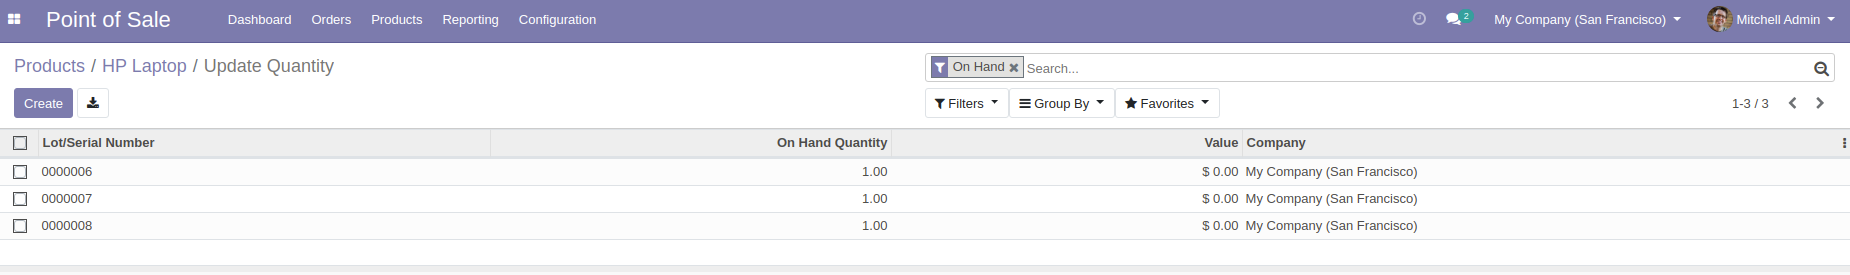 Point of Sale Dashboard Orders Products Reporting Configuration 2 My Company (San Francisco) Mitchell Admin
Products / HP Laptop / Update Quantity On Hand Search...
Create Filters Group By Favorites 1-3 / 3
Lot/Serial Number On Hand Quantity Value Company
0000006 1.00 $ 0.00 My Company (San Francisco)
0000007 1.00 $ 0.00 My Company (San Francisco)
0000008 1.00 $ 0.00 My Company (San Francisco)